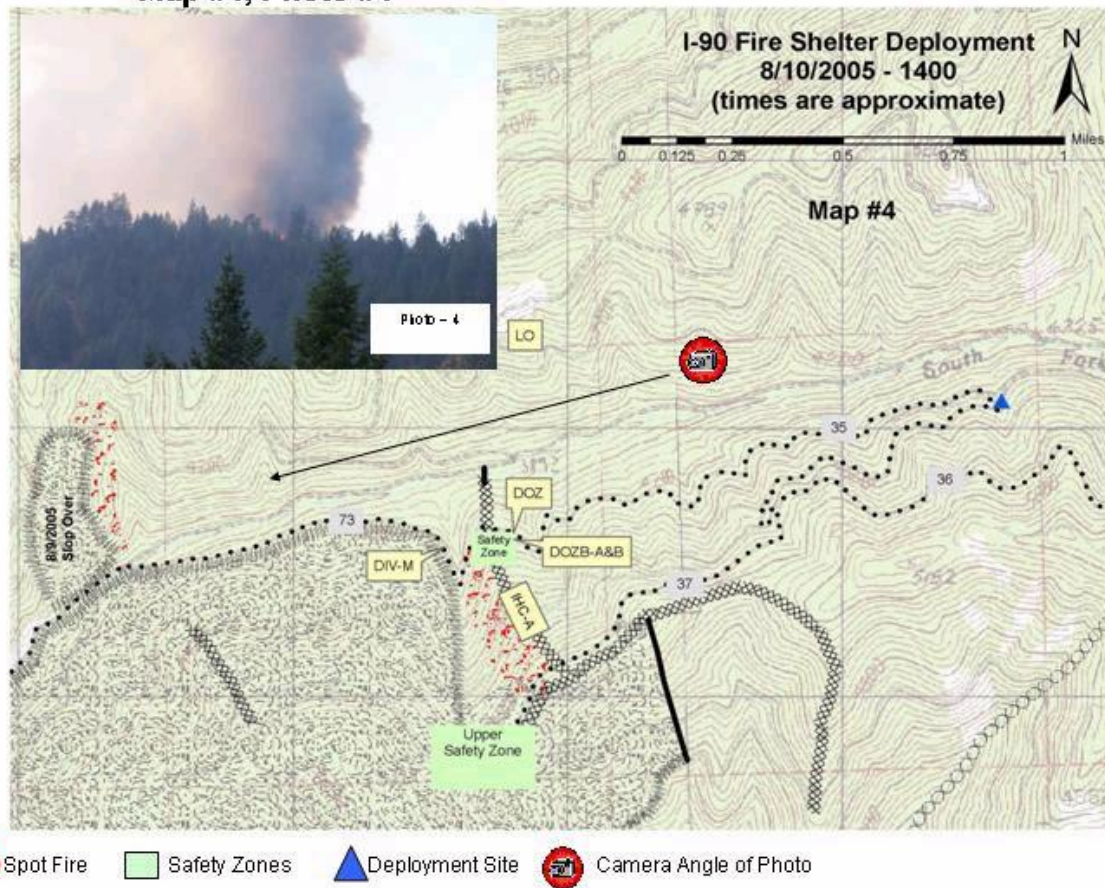 I-90 Fire Shelter Deployment
8/10/2005 - 1400
(times are approximate)
N
Miles
0 0.125 0.25 0.5 0.75 1
Map #4
Photo – 4
LO
South Fork
35
36
8/9/2005
Slop Over
73
3892
DOZ
Safety
Zone
DOZB-A&B
DIV-M
IHC-A
37
Upper
Safety Zone
Spot Fire
Safety Zones
Deployment Site
Camera Angle of Photo